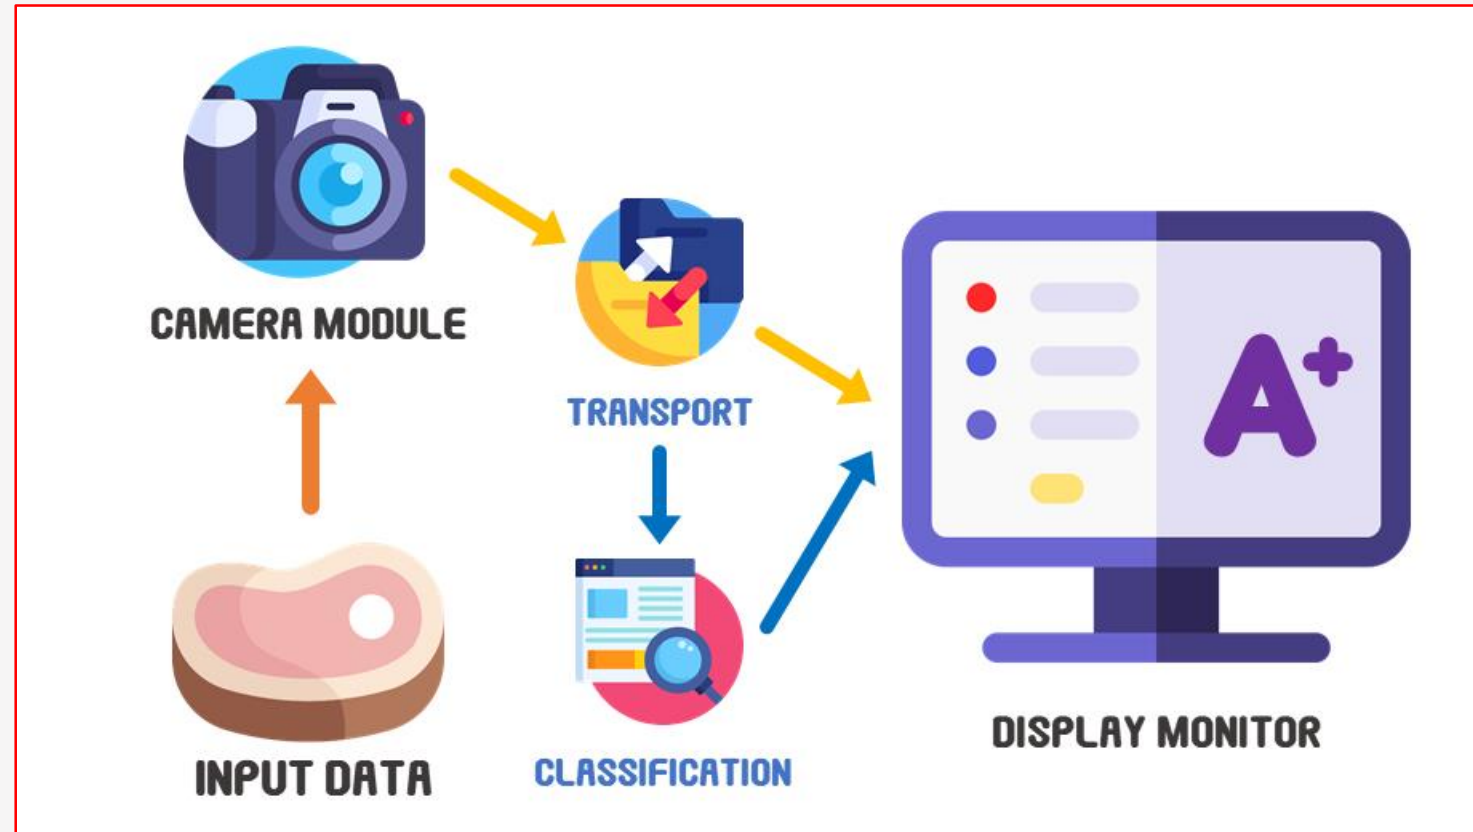 CAMERA MODULE
TRANSPORT
A+
INPUT DATA
CLASSIFICATION
DISPLAY MONITOR